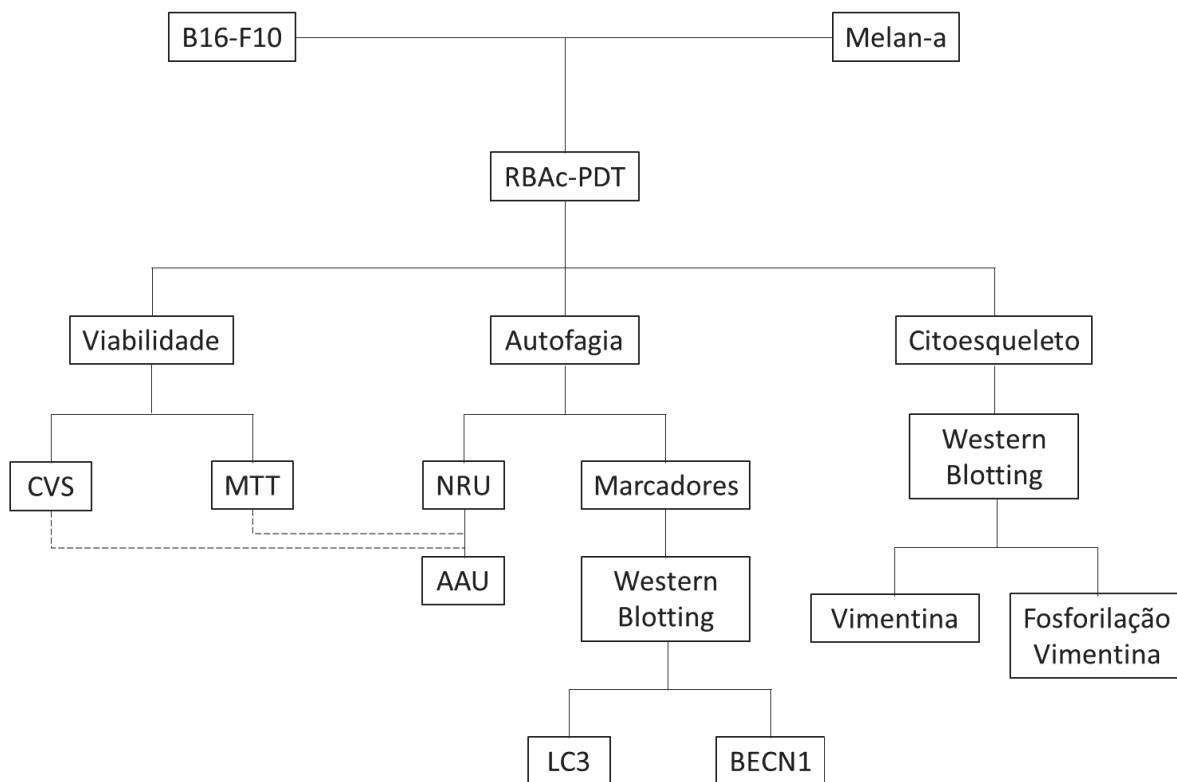 B16-F10
Melan-a
RBAc-PDT
Viabilidade
Autofagia
Citoesqueleto
CVS
MTT
NRU
Marcadores
Western
Blotting
AAU
Western
Blotting
Vimentina
Fosforilação
Vimentina
LC3
BECN1